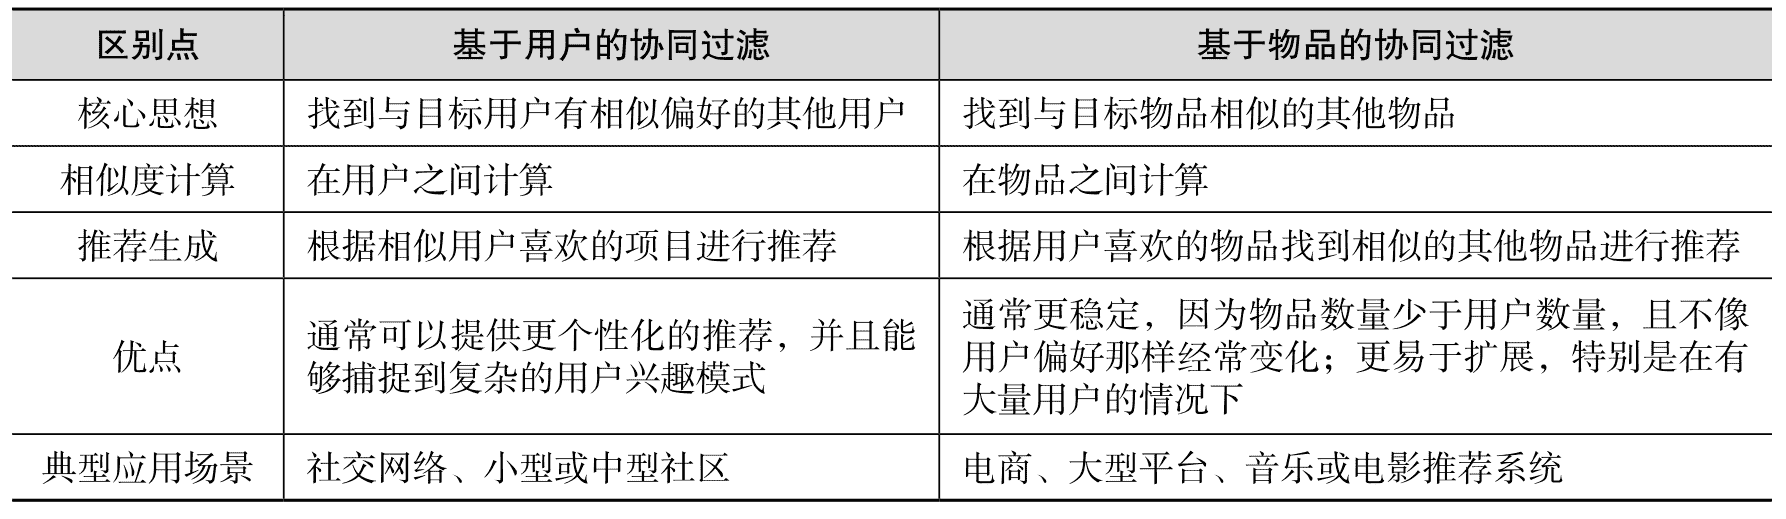 区别点 基于用户的协同过滤 基于物品的协同过滤
核心思想 找到与目标用户有相似偏好的其他用户 找到与目标物品相似的其他物品
相似度计算 在用户之间计算 在物品之间计算
推荐生成 根据相似用户喜欢的项目进行推荐 根据用户喜欢的物品找到相似的其他物品进行推荐
优点
通常可以提供更个性化的推荐，并且能
够捕捉到复杂的用户兴趣模式
通常更稳定，因为物品数量少于用户数量，且不像
用户偏好那样经常变化；更易于扩展，特别是在有
大量用户的情况下
典型应用场景 社交网络、小型或中型社区 电商、大型平台、音乐或电影推荐系统